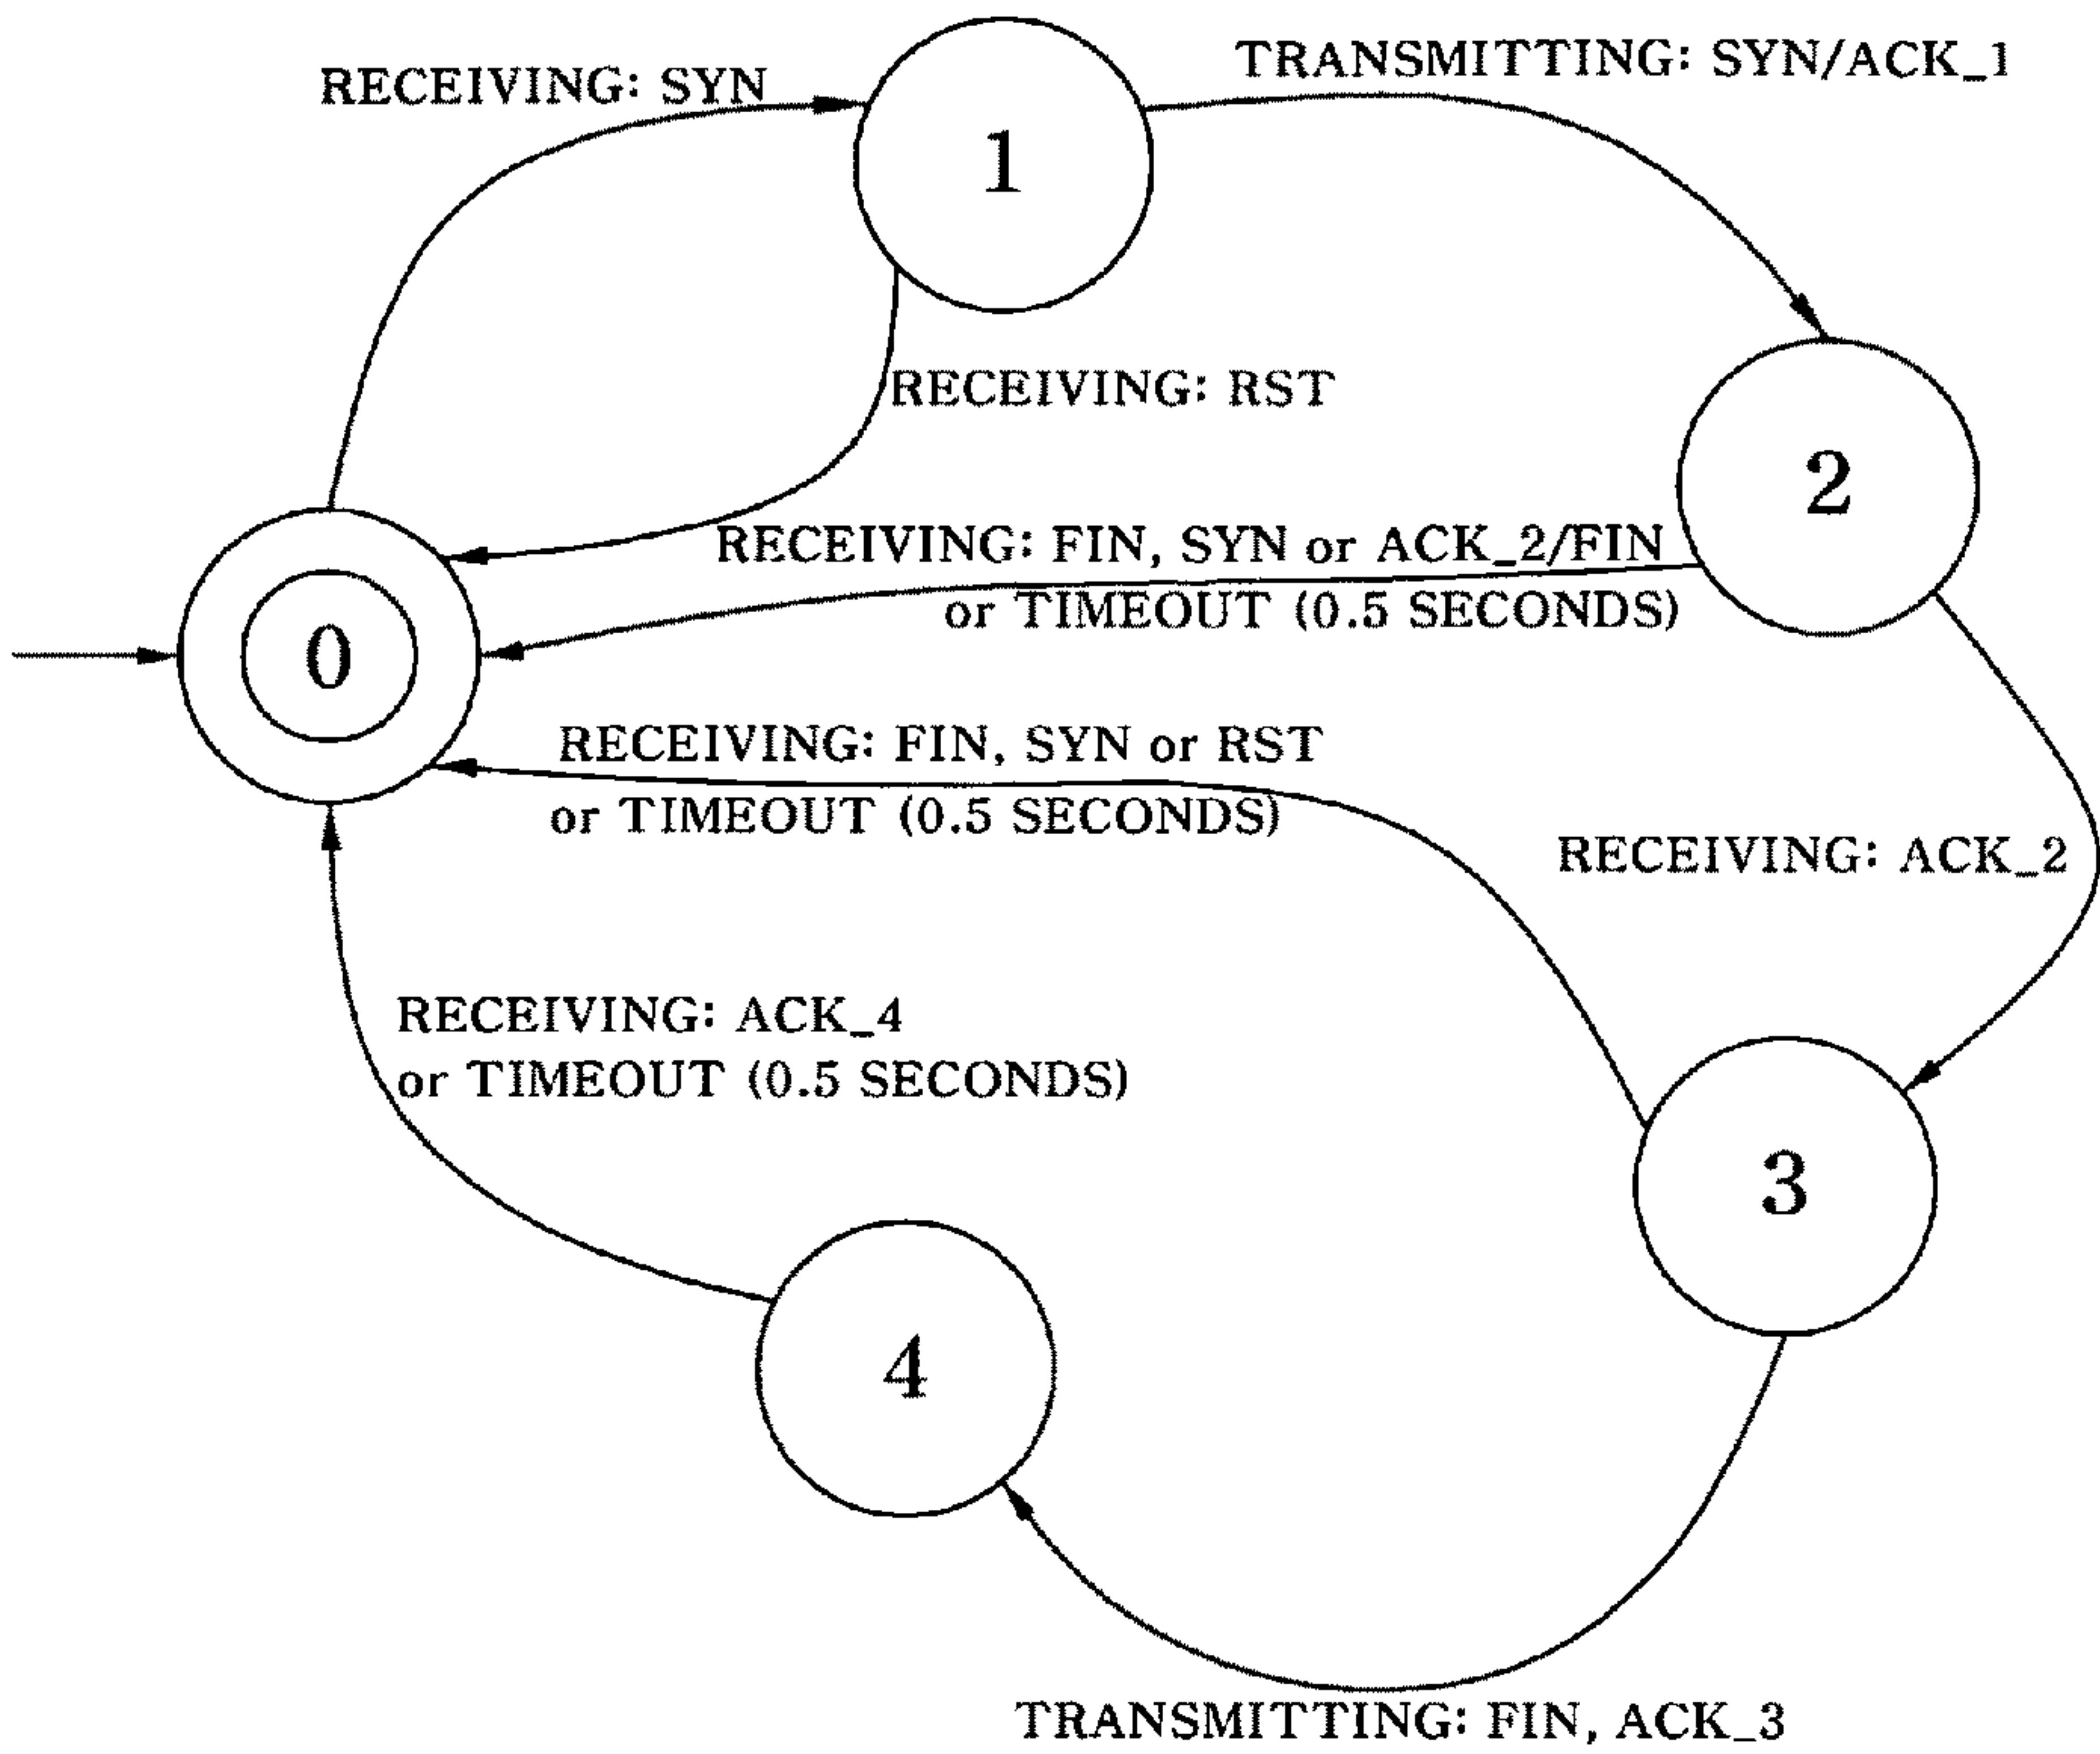 RECEIVING: SYN
TRANSMITTING: SYN/ACK_1
1
RECEIVING: RST
2
RECEIVING: FIN, SYN or ACK_2/FIN
or TIMEOUT (0.5 SECONDS)
0
RECEIVING: FIN, SYN or RST
or TIMEOUT (0.5 SECONDS)
RECEIVING: ACK_2
RECEIVING: ACK_4
or TIMEOUT (0.5 SECONDS)
3
4
TRANSMITTING: FIN, ACK_3